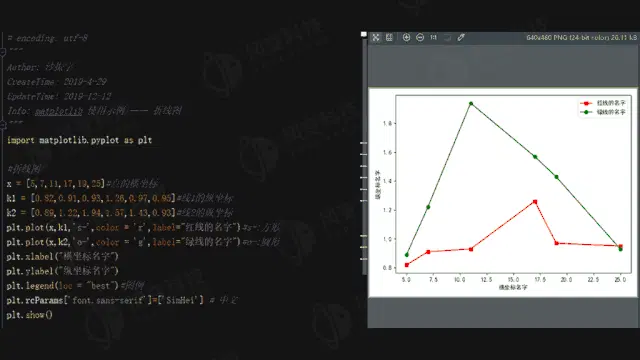 # encoding: utf-8
"""
Author:
CreateTime: 2019-4-29
UpdateTime: 2019-12-12
Info: matplotlib 使用示例 —— 折线图
"""
import matplotlib.pyplot as plt
#折线图
x = [5,7,11,17,19,25]#点的横坐标
k1 = [0.82,0.91,0.93,1.26,0.97,0.95]#线1的纵坐标
k2 = [0.89,1.22,1.94,1.57,1.43,0.93]#线2的纵坐标
plt.plot(x,k1,'s-',color = 'r',label="红线的名字")#s-:方形
plt.plot(x,k2,'o-',color = 'g',label="绿线的名字")#o-:圆形
plt.xlabel("横坐标名字")
plt.ylabel("纵坐标名字")
plt.legend(loc = "best")#图例
plt.rcParams['font.sans-serif']=['SimHei'] # 中文
plt.show()
1:1
640x480 PNG (24-bit color) 20.11 kB
红线的名字
绿线的名字
1.8
1.6
1.4
1.2
1.0
0.8
纵坐标名字
5.0 7.5 10.0 12.5 15.0 17.5 20.0 22.5 25.0
横坐标名字